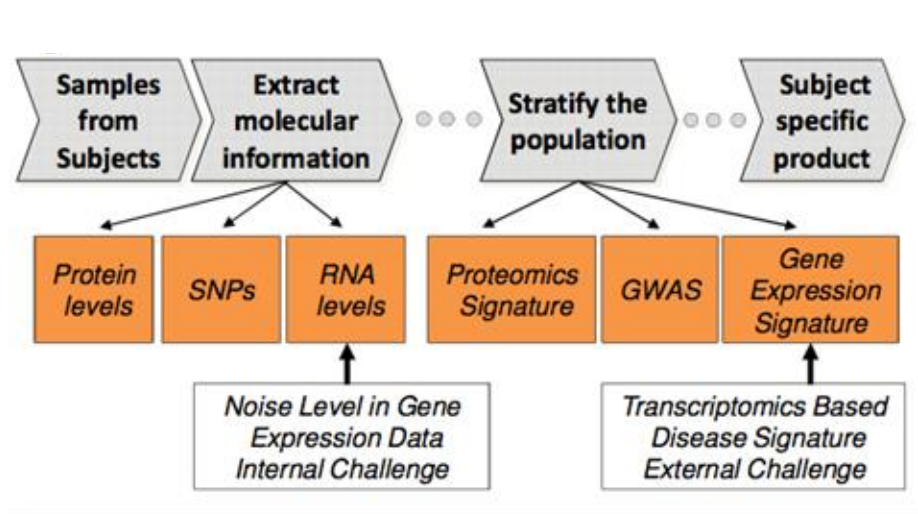 Samples
from
Subjects
Extract
molecular
information
Stratify the
population
Subject
specific
product
Protein
levels
SNPs
RNA
levels
Proteomics
Signature
GWAS
Gene
Expression
Signature
Noise Level in Gene
Expression Data
Internal Challenge
Transcriptomics Based
Disease Signature
External Challenge